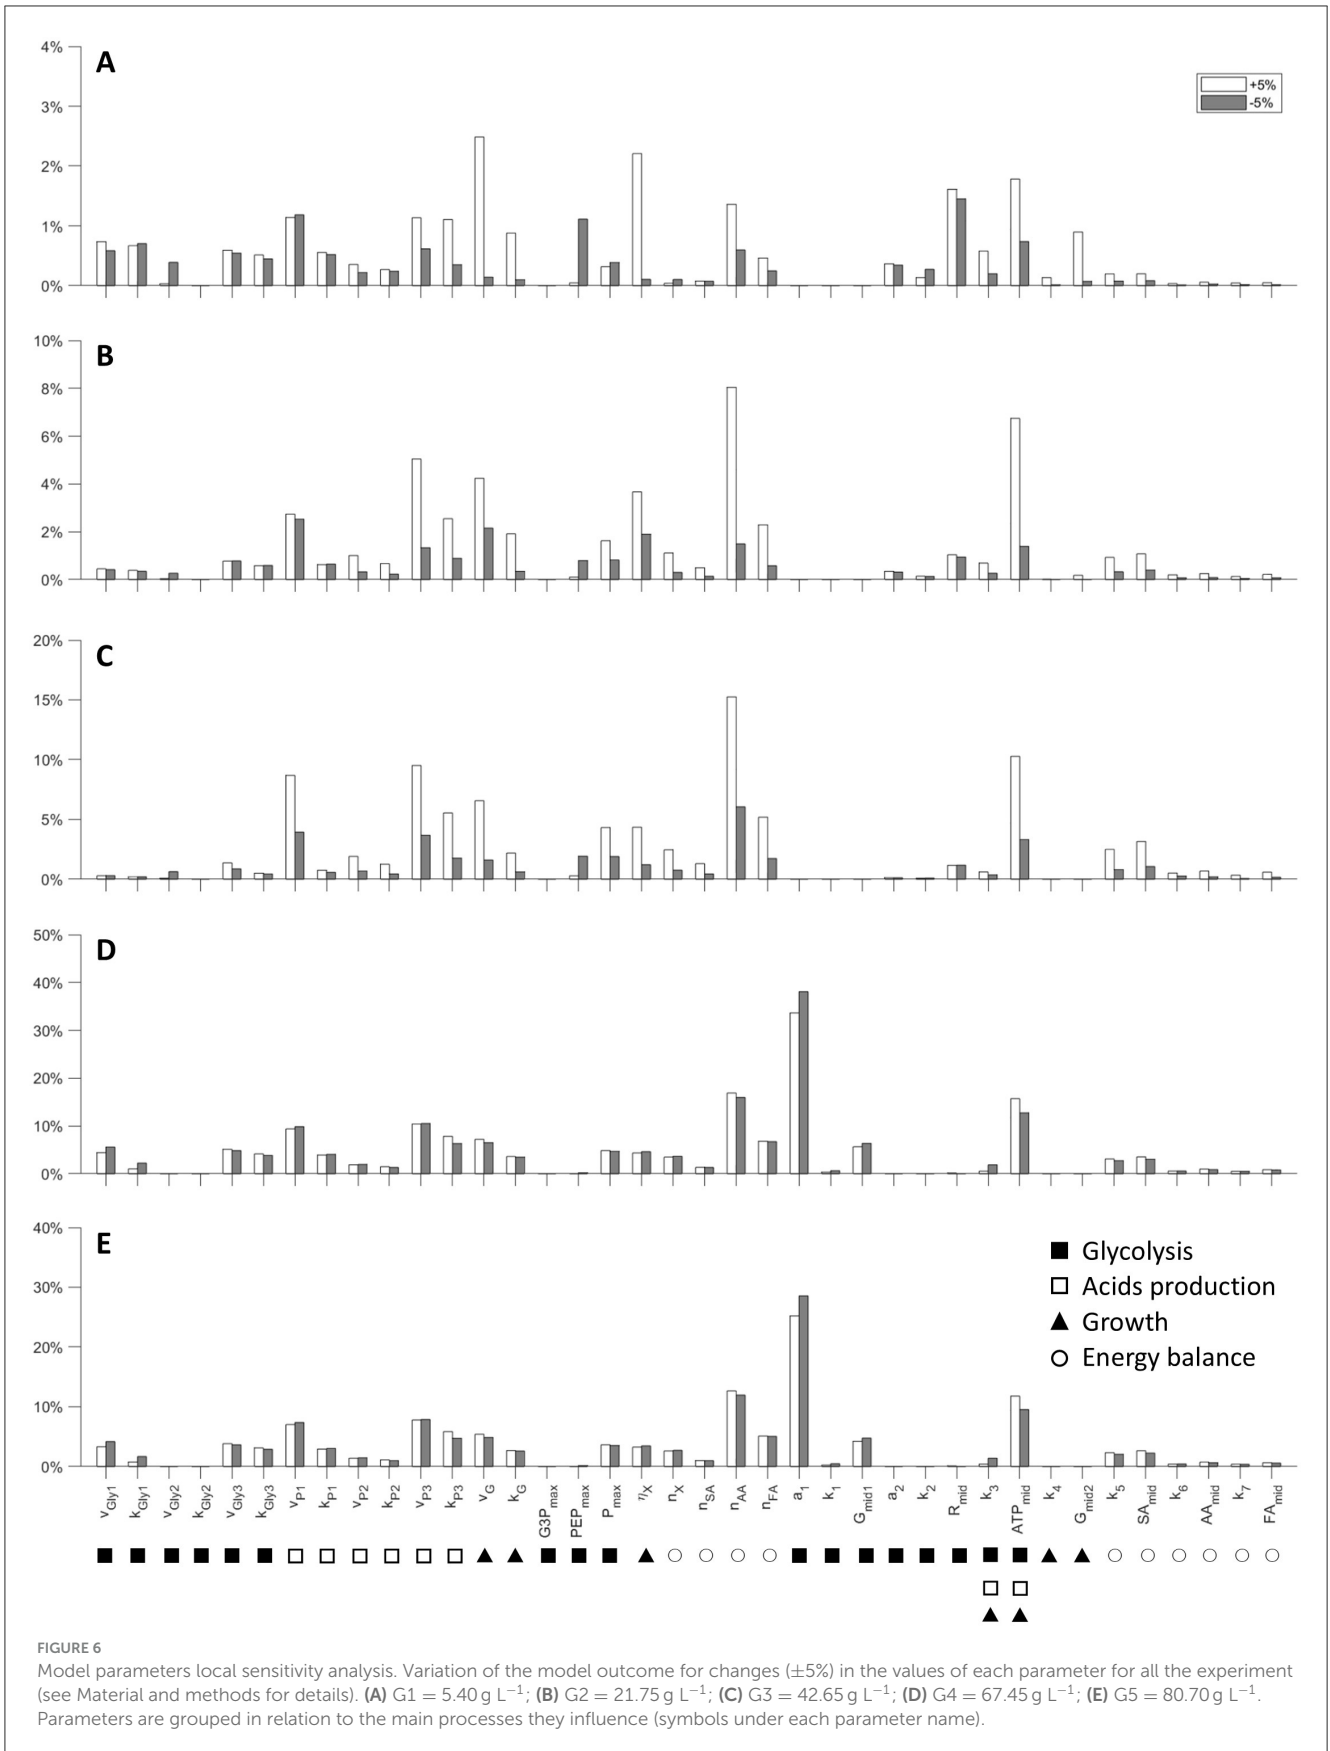 A
4%
3%
2%
1%
0%
+5%
-5%
B
10%
8%
6%
4%
2%
0%
C
20%
15%
10%
5%
0%
D
50%
40%
30%
20%
10%
0%
E
40%
30%
20%
10%
0%
Glycolysis
Acids production
Growth
Energy balance
vGly1
kGly1
vGly2
kGly2
vGly3
kGly3
vP1
kP1
vP2
kP2
vP3
kP3
vG
kG
G3Pmax
PEPmax
Pmax
ηX
nX
nSA
nAA
nFA
a1
k1
Gmid1
a2
k2
Rmid
k3
ATPmid
k4
Gmid2
k5
SAmid
k6
AAmid
k7
FAmid
FIGURE 6
Model parameters local sensitivity analysis. Variation of the model outcome for changes (±5%) in the values of each parameter for all the experiment
(see Material and methods for details). (A) G1 = 5.40 g L−1; (B) G2 = 21.75 g L−1; (C) G3 = 42.65 g L−1; (D) G4 = 67.45 g L−1; (E) G5 = 80.70 g L−1.
Parameters are grouped in relation to the main processes they influence (symbols under each parameter name).